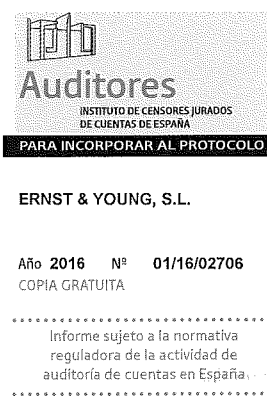 Auditores
INSTITUTO DE CENSORES JURADOS
DE CUENTAS DE ESPAÑA
PARA INCORPORAR AL PROTOCOLO
ERNST & YOUNG, S.L.
Año 2016 Nº 01/16/02706
COPIA GRATUITA
Informe sujeto a la normativa
reguladora de la actividad de
auditoría de cuentas en España